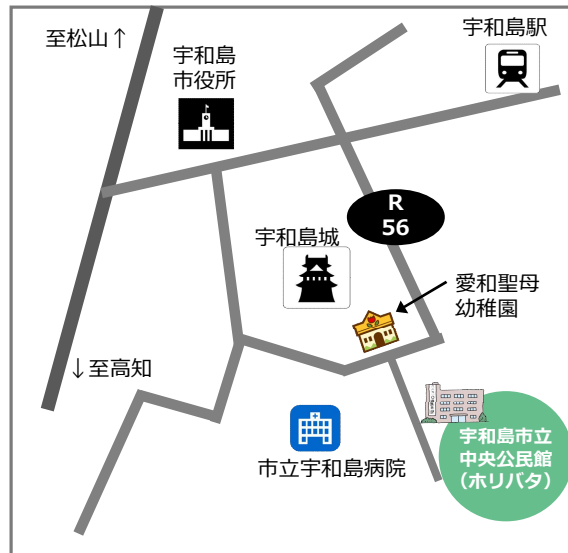 至松山↑
宇和島駅
宇和島
市役所
R
56
宇和島城
愛和聖母
幼稚園
↓至高知
市立宇和島病院
宇和島市立
中央公民館
（ホリバタ）